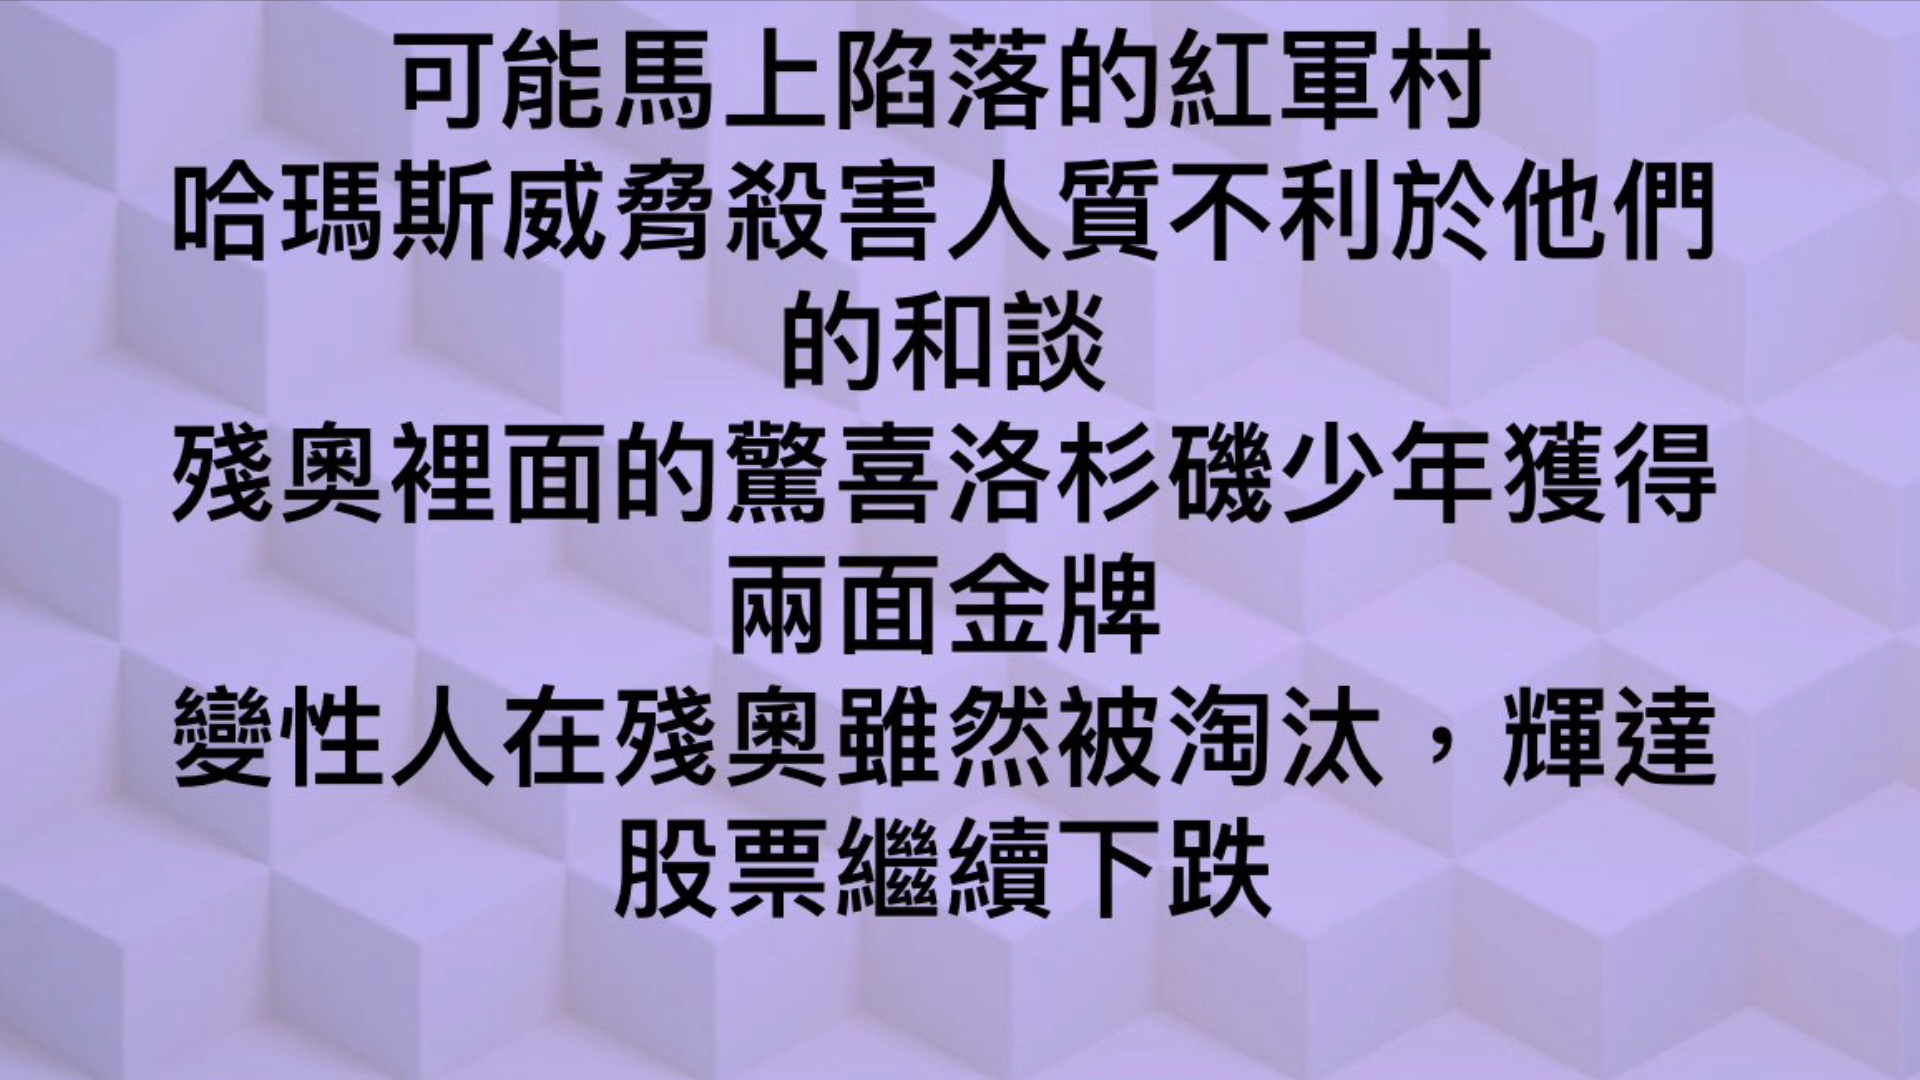 可能馬上陷落的紅軍村
哈瑪斯威脅殺害人質不利於他們
的和談
殘奧裡面的驚喜洛杉磯少年獲得
兩面金牌
變性人在殘奧雖然被淘汰，輝達
股票繼續下跌